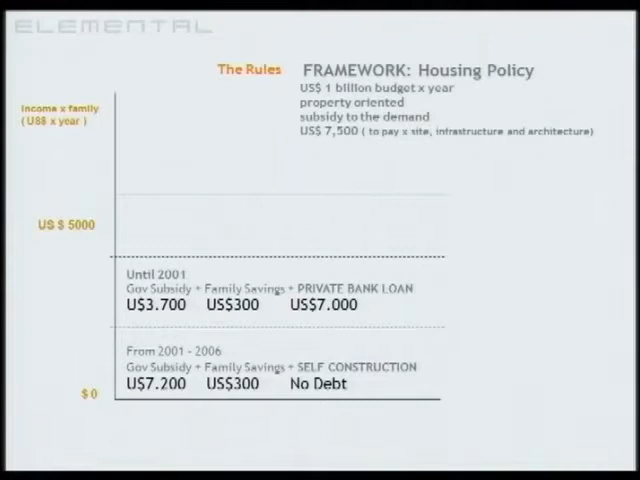 ELEMENTAL
The Rules
FRAMEWORK: Housing Policy
US$ 1 billion budget x year
property oriented
subsidy to the demand
US$ 7,500 ( to pay x site, infrastructure and architecture)
Income x family
( US$ x year )
US $ 5000
Until 2001
Gov Subsidy + Family Savings + PRIVATE BANK LOAN
U$3.700 US$300 US$7.000
From 2001 - 2006
Gov Subsidy + Family Savings + SELF CONSTRUCTION
U$7.200 US$300 No Debt
$ 0